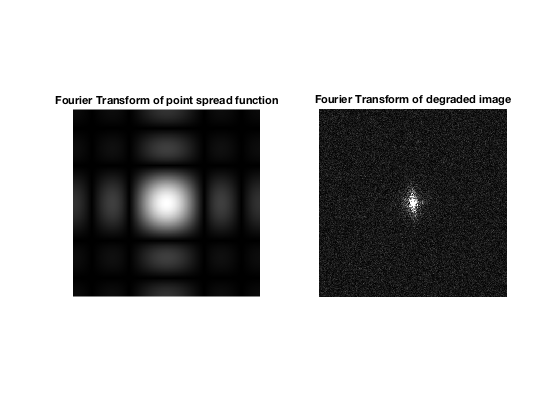 Fourier Transform of point spread function
Fourier Transform of degraded image